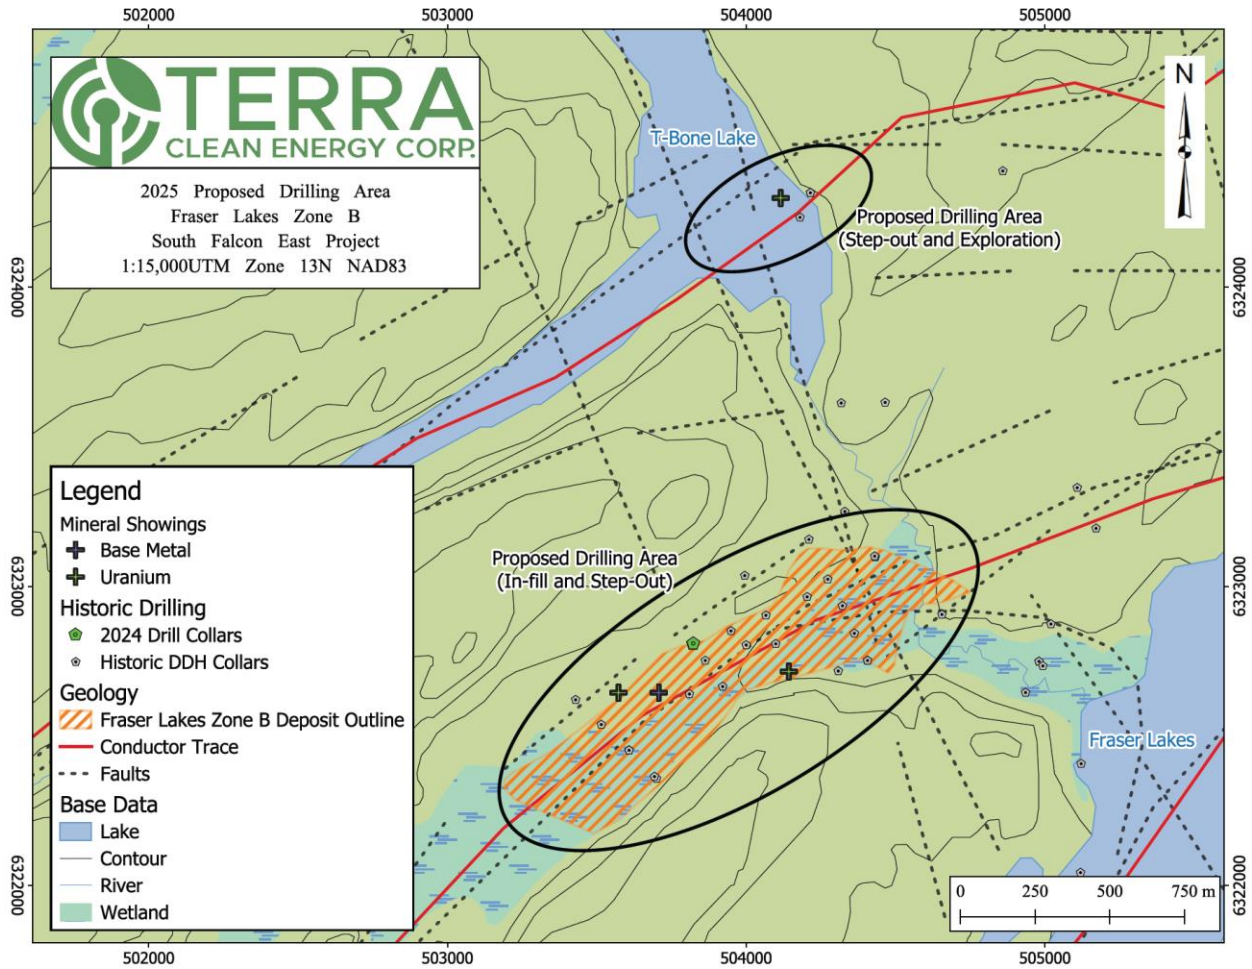 502000
503000
504000
505000
TERRA
CLEAN ENERGY CORP.
2025 Proposed Drilling Area
Fraser Lakes Zone B
South Falcon East Project
1:15,000UTM Zone 13N NAD83
N
T-Bone Lake
Proposed Drilling Area
(Step-out and Exploration)
6324000
6324000
Proposed Drilling Area
(In-fill and Step-Out)
6323000
6323000
Legend
Mineral Showings
Base Metal
Uranium
Historic Drilling
2024 Drill Collars
Historic DDH Collars
Geology
Fraser Lakes Zone B Deposit Outline
Conductor Trace
Faults
Base Data
Lake
Contour
River
Wetland
Fraser Lakes
6322000
6322000
0 250 500 750 m
502000
503000
504000
505000